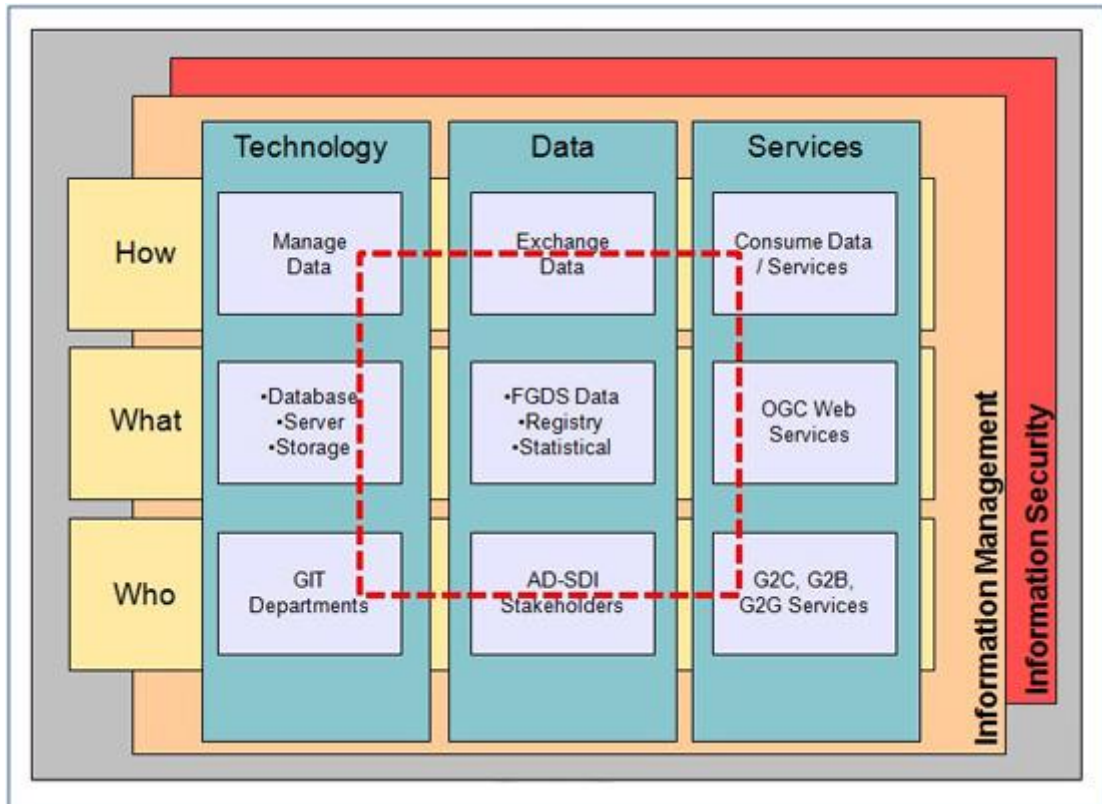 Technology
Data
Services
How
Manage
Data
Exchange
Data
Consume Data
/ Services
What
•Database
•Server
•Storage
•FGDS Data
•Registry
•Statistical
OGC Web
Services
Who
GIT
Departments
AD-SDI
Stakeholders
G2C, G2B,
G2G Services
Information Management
Information Security